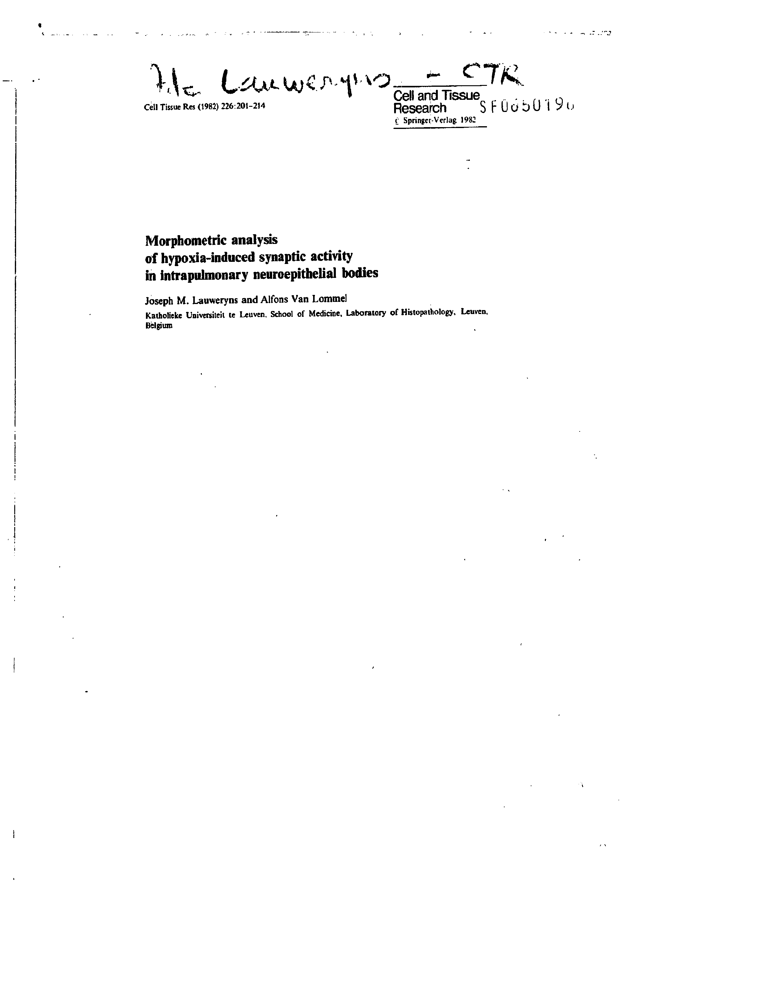 File Lauweryns – CTR
Cell Tissue Res (1982) 226:201–214
Cell and Tissue
Research
© Springer-Verlag 1982
SF0650190
Morphometric analysis
of hypoxia-induced synaptic activity
in intrapulmonary neuroepithelial bodies
Joseph M. Lauweryns and Alfons Van Lommel
Katholieke Universiteit te Leuven, School of Medicine, Laboratory of Histopathology, Leuven,
Belgium